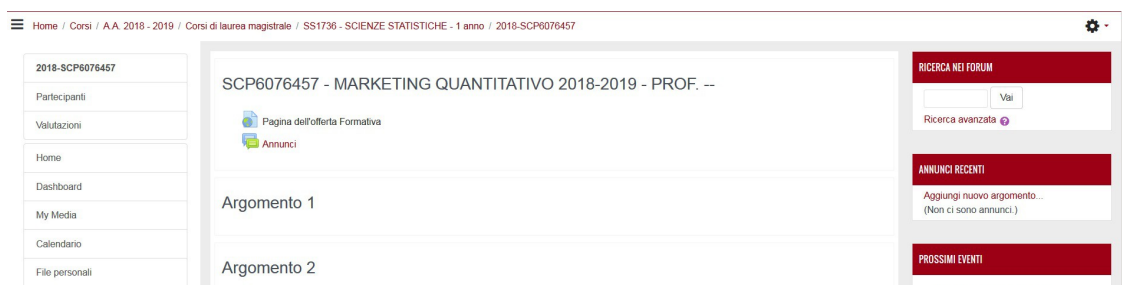 Home / Corsi / A.A. 2018 - 2019 / Corsi di laurea magistrale / SS1736 - SCIENZE STATISTICHE - 1 anno / 2018-SCP6076457
2018-SCP6076457
Partecipanti
Valutazioni
Home
Dashboard
My Media
Calendario
File personali
SCP6076457 - MARKETING QUANTITATIVO 2018-2019 - PROF. --
Pagina dell'offerta Formativa
Annunci
Argomento 1
Argomento 2
RICERCA NEI FORUM
Vai
Ricerca avanzata ?
ANNUNCI RECENTI
Aggiungi nuovo argomento...
(Non ci sono annunci.)
PROSSIMI EVENTI